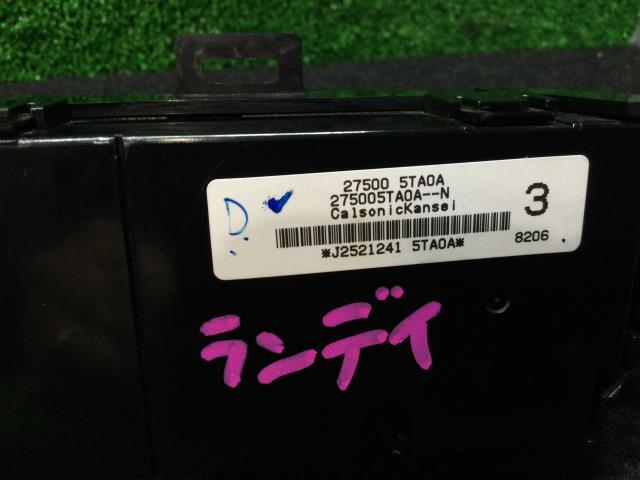 27500 5TA0A
275005TA0A--N
CalsonicKansei
*J2521241 5TA0A*
3
8206
D.
ランディ